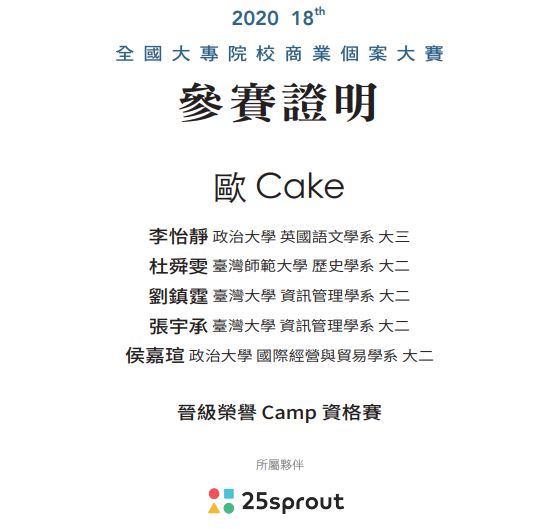 2020 18th
全國大專院校商業個案大賽
參賽證明
歐 Cake
李怡靜 政治大學 英國語文學系 大三
杜舜雯 臺灣師範大學 歷史學系 大二
劉鎮霆 臺灣大學 資訊管理學系 大二
張宇承 臺灣大學 資訊管理學系 大二
侯嘉瑄 政治大學 國際經營與貿易學系 大二
晉級榮譽 Camp 資格賽
所屬夥伴
25sprout